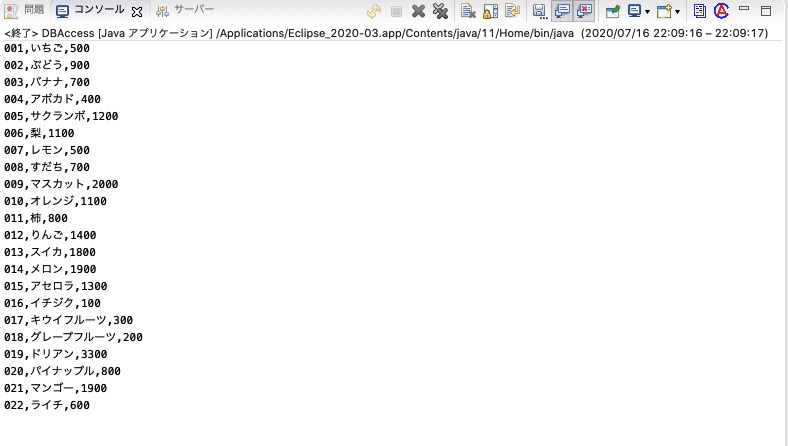 問題 コンソール サーバー
<終了> DBAccess [Java アプリケーション] /Applications/Eclipse_2020-03.app/Contents/java/11/Home/bin/java (2020/07/16 22:09:16 – 22:09:17)
001,いちご,500
002,ぶどう,900
003,バナナ,700
004,アボカド,400
005,サクランボ,1200
006,梨,1100
007,レモン,500
008,すだち,700
009,マスカット,2000
010,オレンジ,1100
011,柿,800
012,りんご,1400
013,スイカ,1800
014,メロン,1900
015,アセロラ,1300
016,イチジク,100
017,キウイフルーツ,300
018,グレープフルーツ,200
019,ドリアン,3300
020,パイナップル,800
021,マンゴー,1900
022,ライチ,600